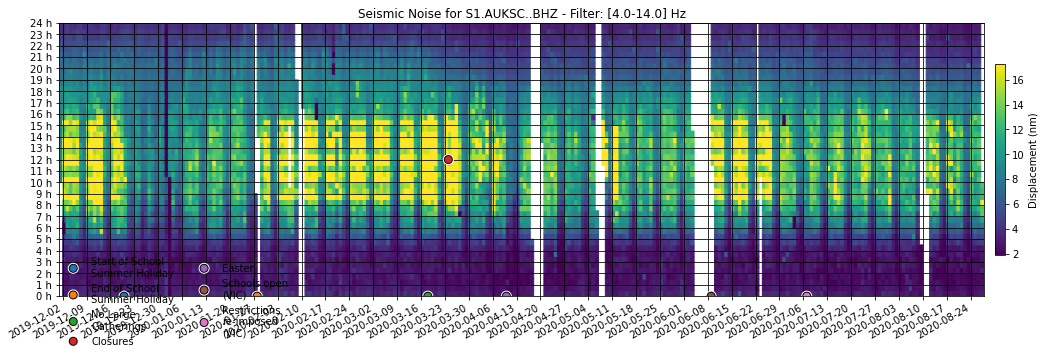 Seismic Noise for S1.AUKSC..BHZ - Filter: [4.0-14.0] Hz
24 h
23 h
22 h
21 h
20 h
19 h
18 h
17 h
16 h
15 h
14 h
13 h
12 h
11 h
10 h
9 h
8 h
7 h
6 h
5 h
4 h
3 h
2 h
1 h
0 h
16
14
12
10
8
6
4
2
Displacement (nm)
Start of School
Summer Holiday
End of School
Summer Holiday
Gatherings
Closures
Easter
Schools open
(VIC)
Restrictions
re-imposed
(VIC)
2019-12-02
2019-12-09
2019-12-16
2020-01-06
2020-02-17
2020-02-24
2020-03-02
2020-03-09
2020-03-16
2020-03-23
2020-03-30
2020-04-06
2020-04-13
2020-04-20
2020-04-27
2020-05-04
2020-05-11
2020-05-18
2020-05-25
2020-06-01
2020-06-08
2020-06-15
2020-06-22
2020-06-29
2020-07-06
2020-07-13
2020-07-20
2020-07-27
2020-08-03
2020-08-10
2020-08-17
2020-08-24